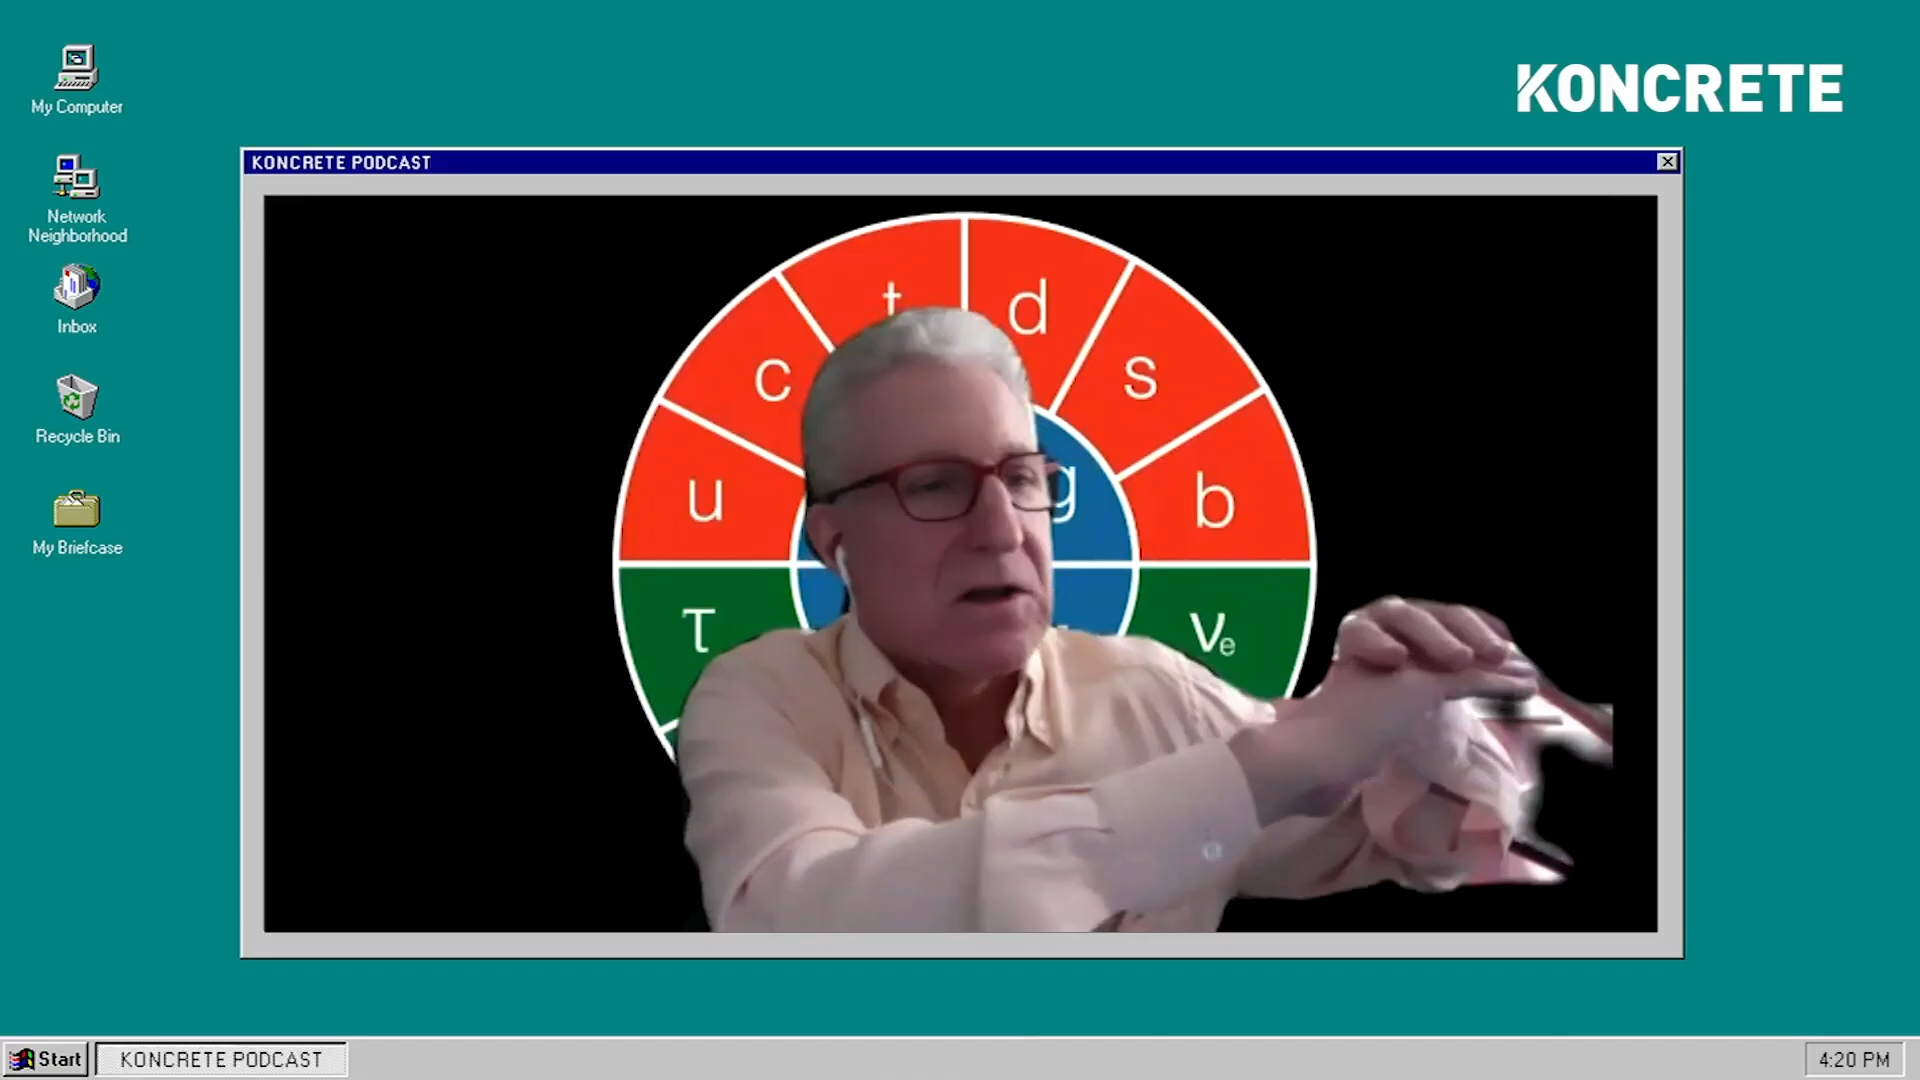 My Computer
Network
Neighborhood
Inbox
Recycle Bin
My Briefcase
KONCRETE
KONCRETE PODCAST
t
d
c
s
u
g
b
τ
νe
Start
KONCRETE PODCAST
4:20 PM